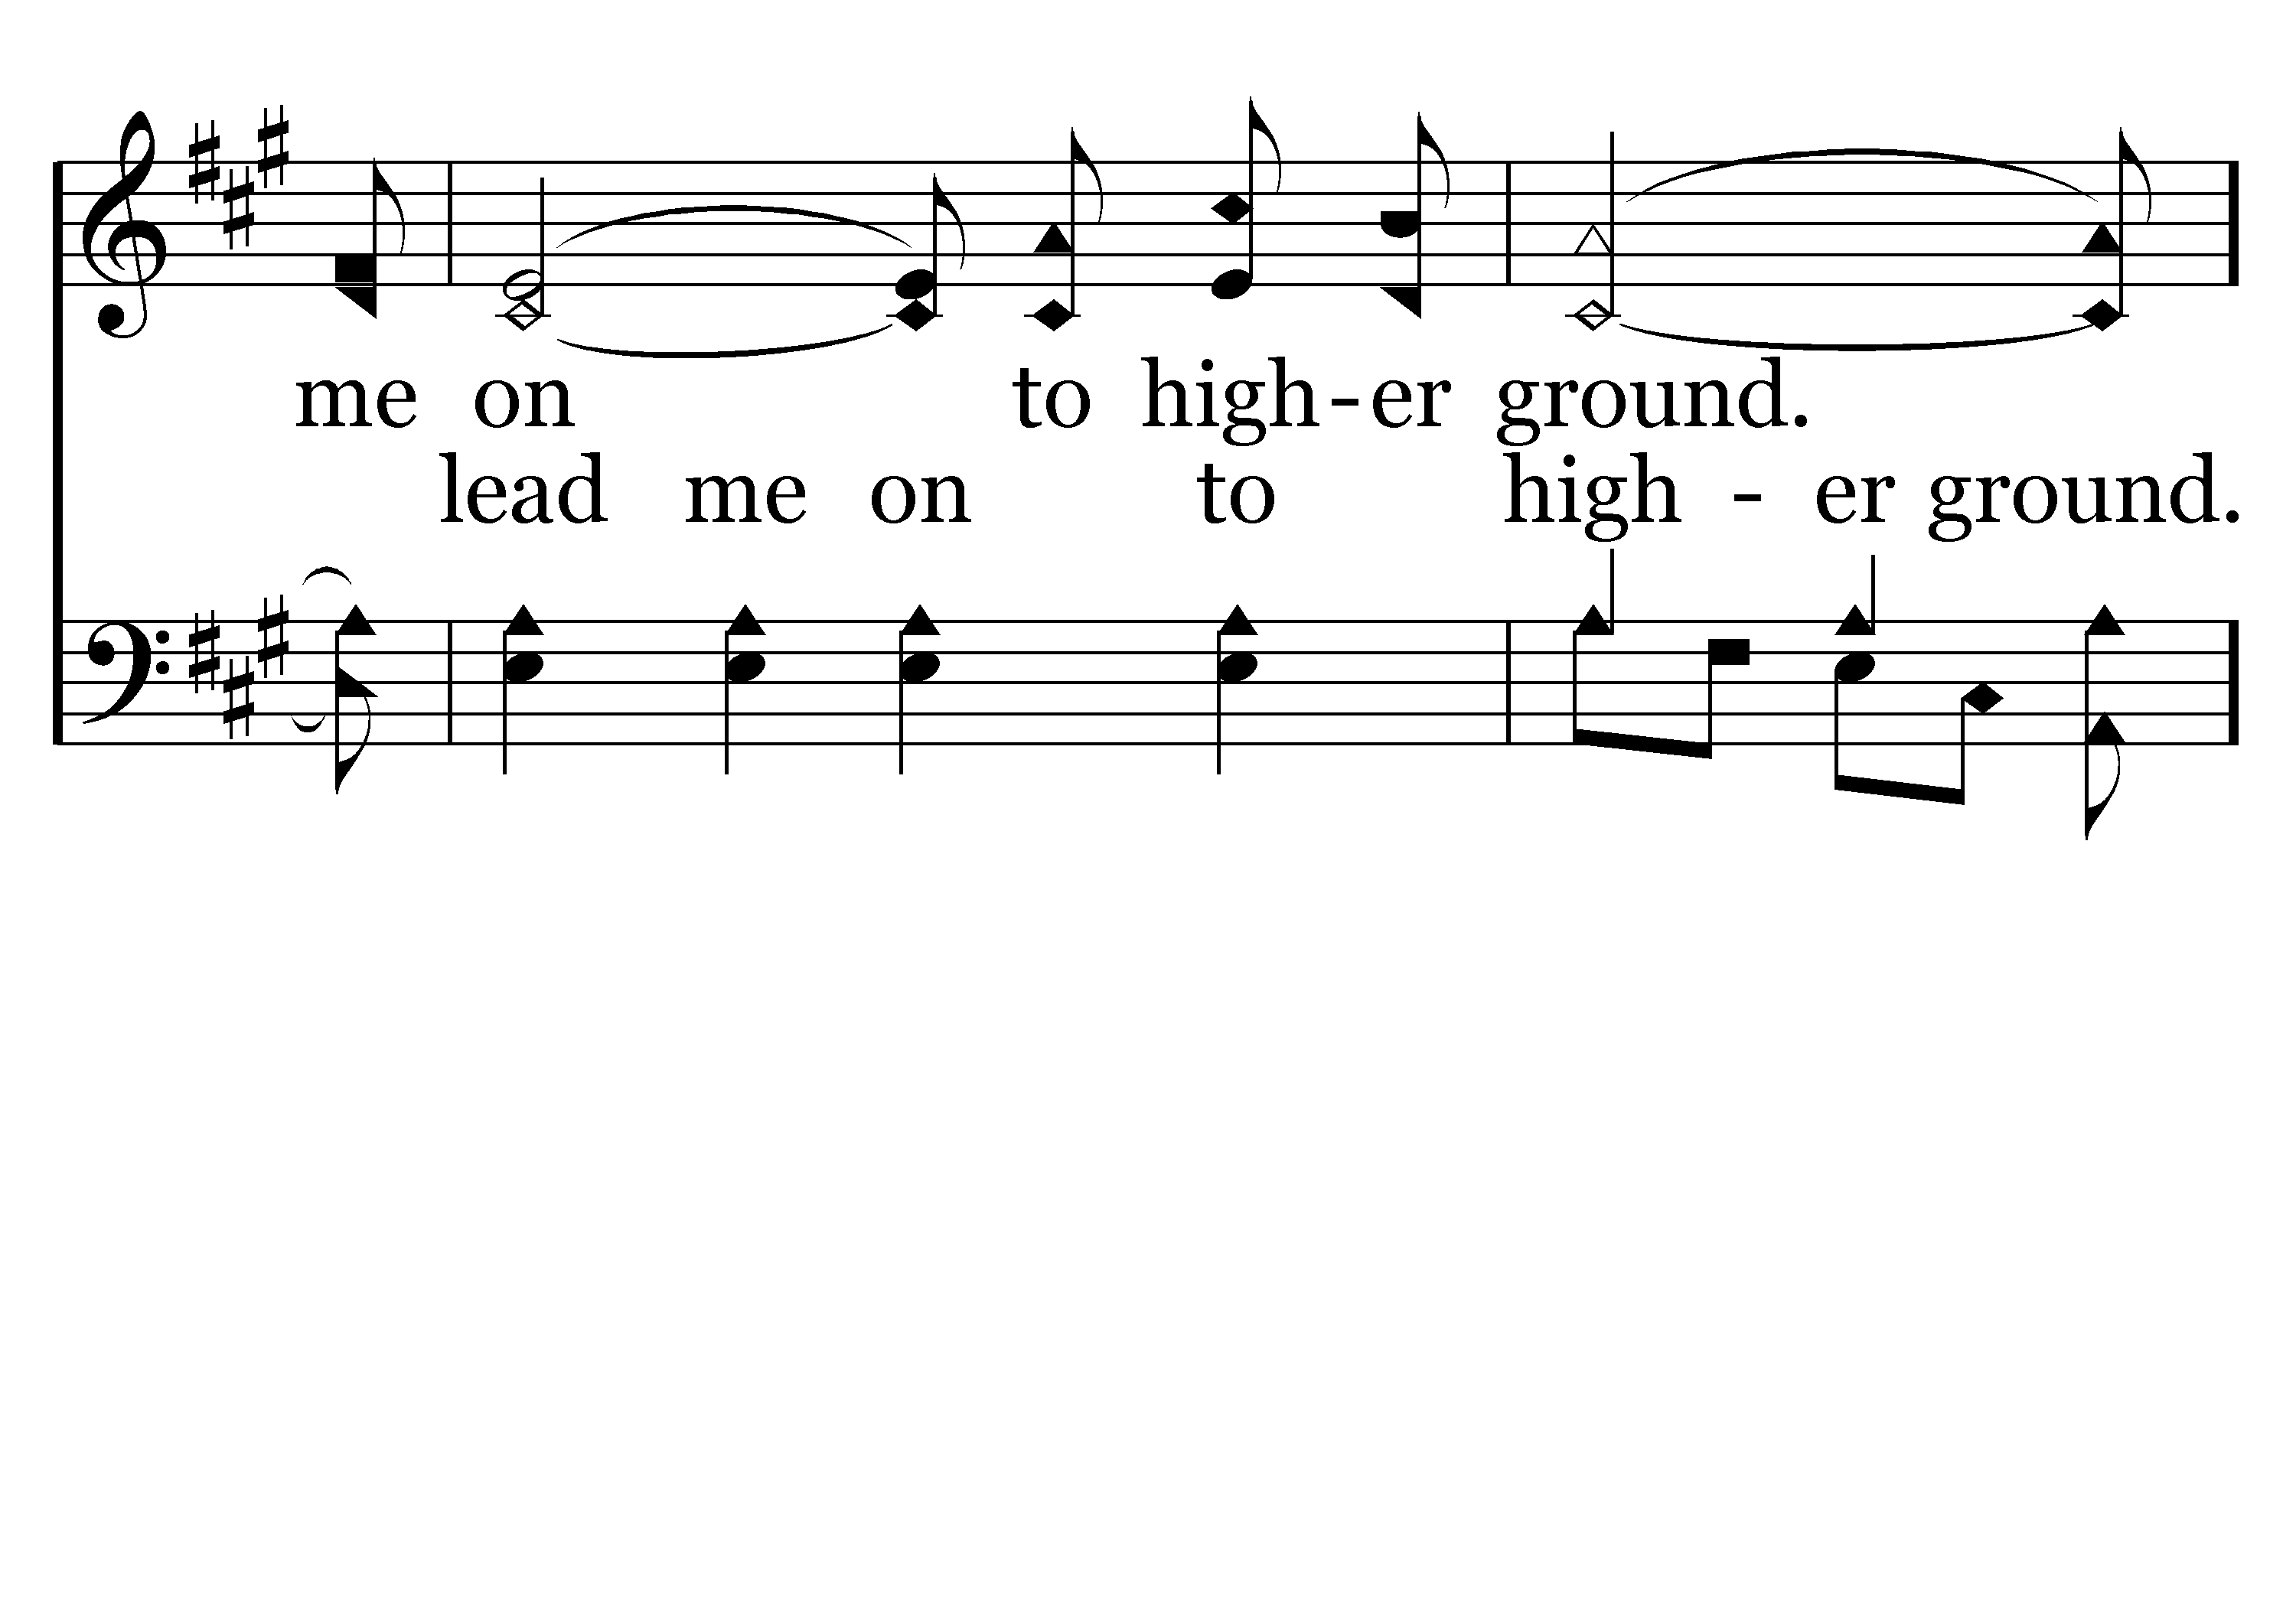 me on to high-er ground.
lead me on to high - er ground.